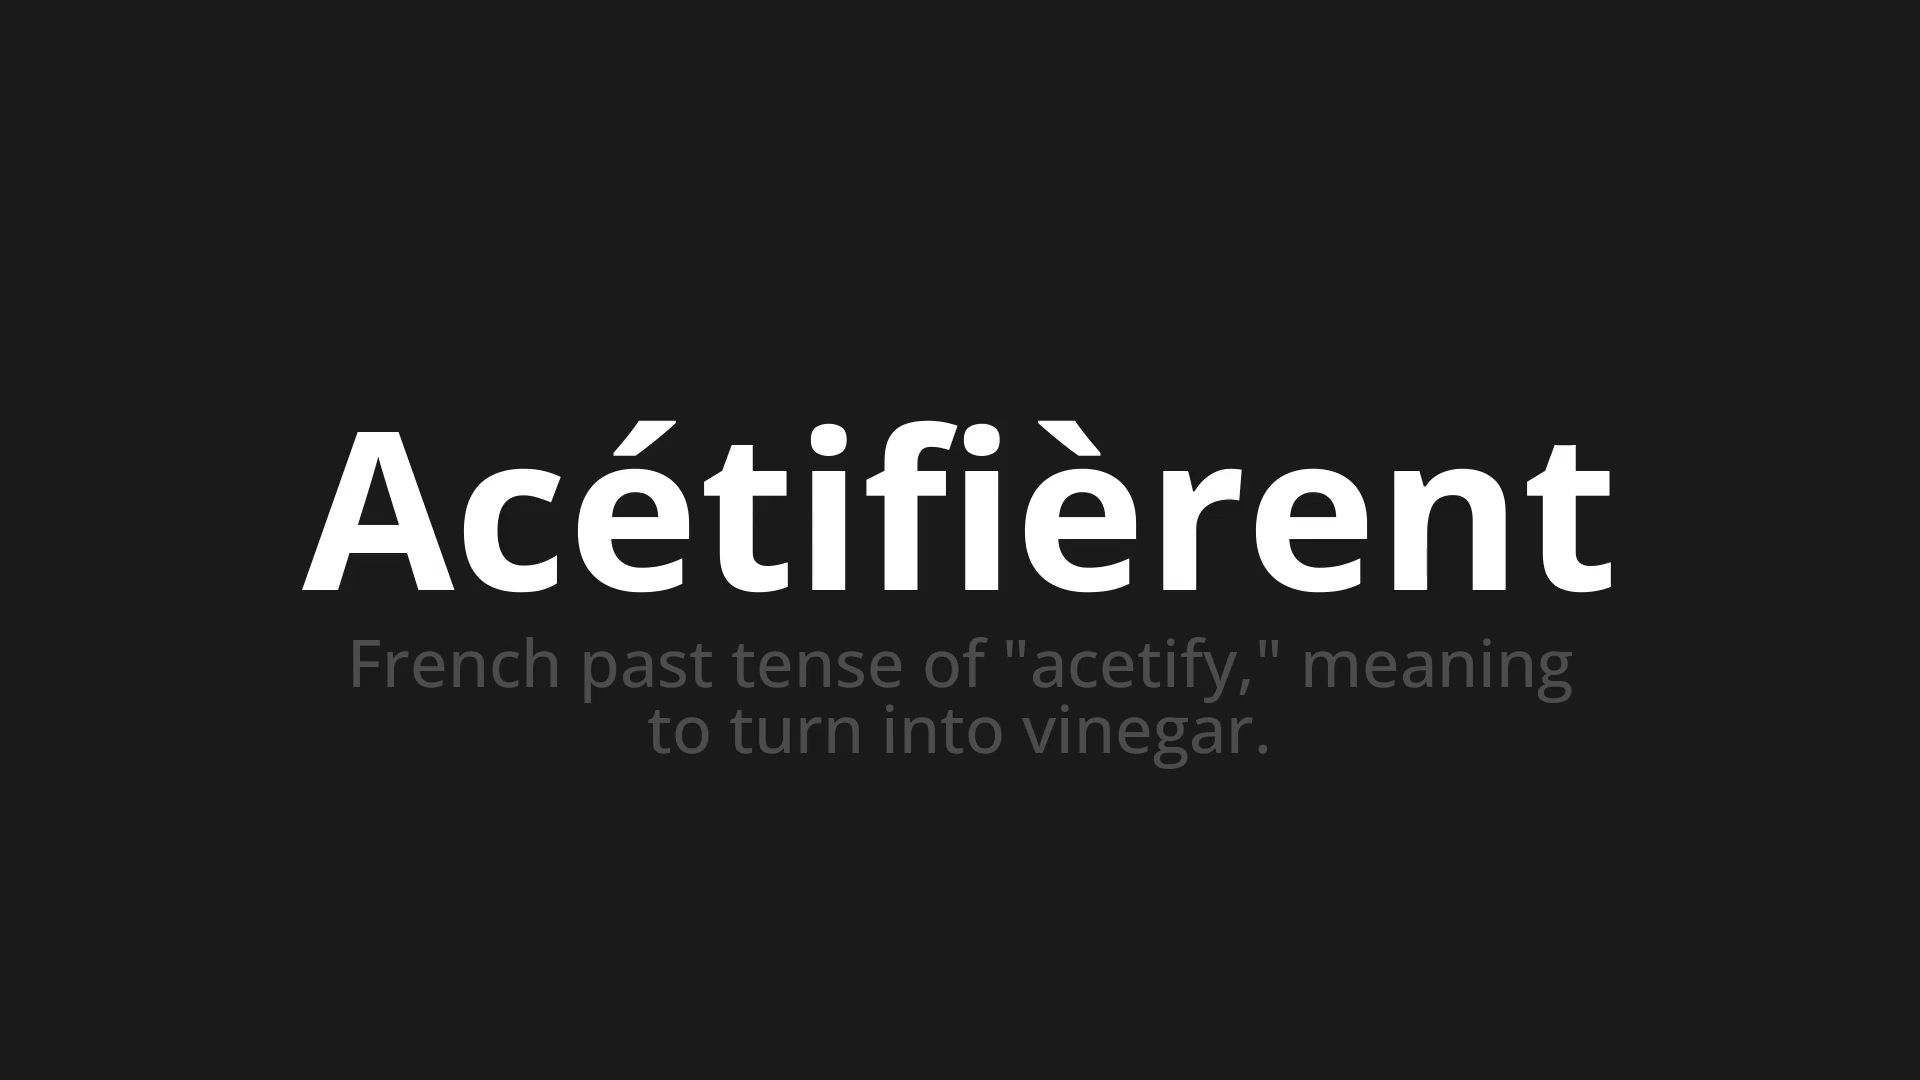 Acétifièrent
French past tense of "acetify," meaning
to turn into vinegar.